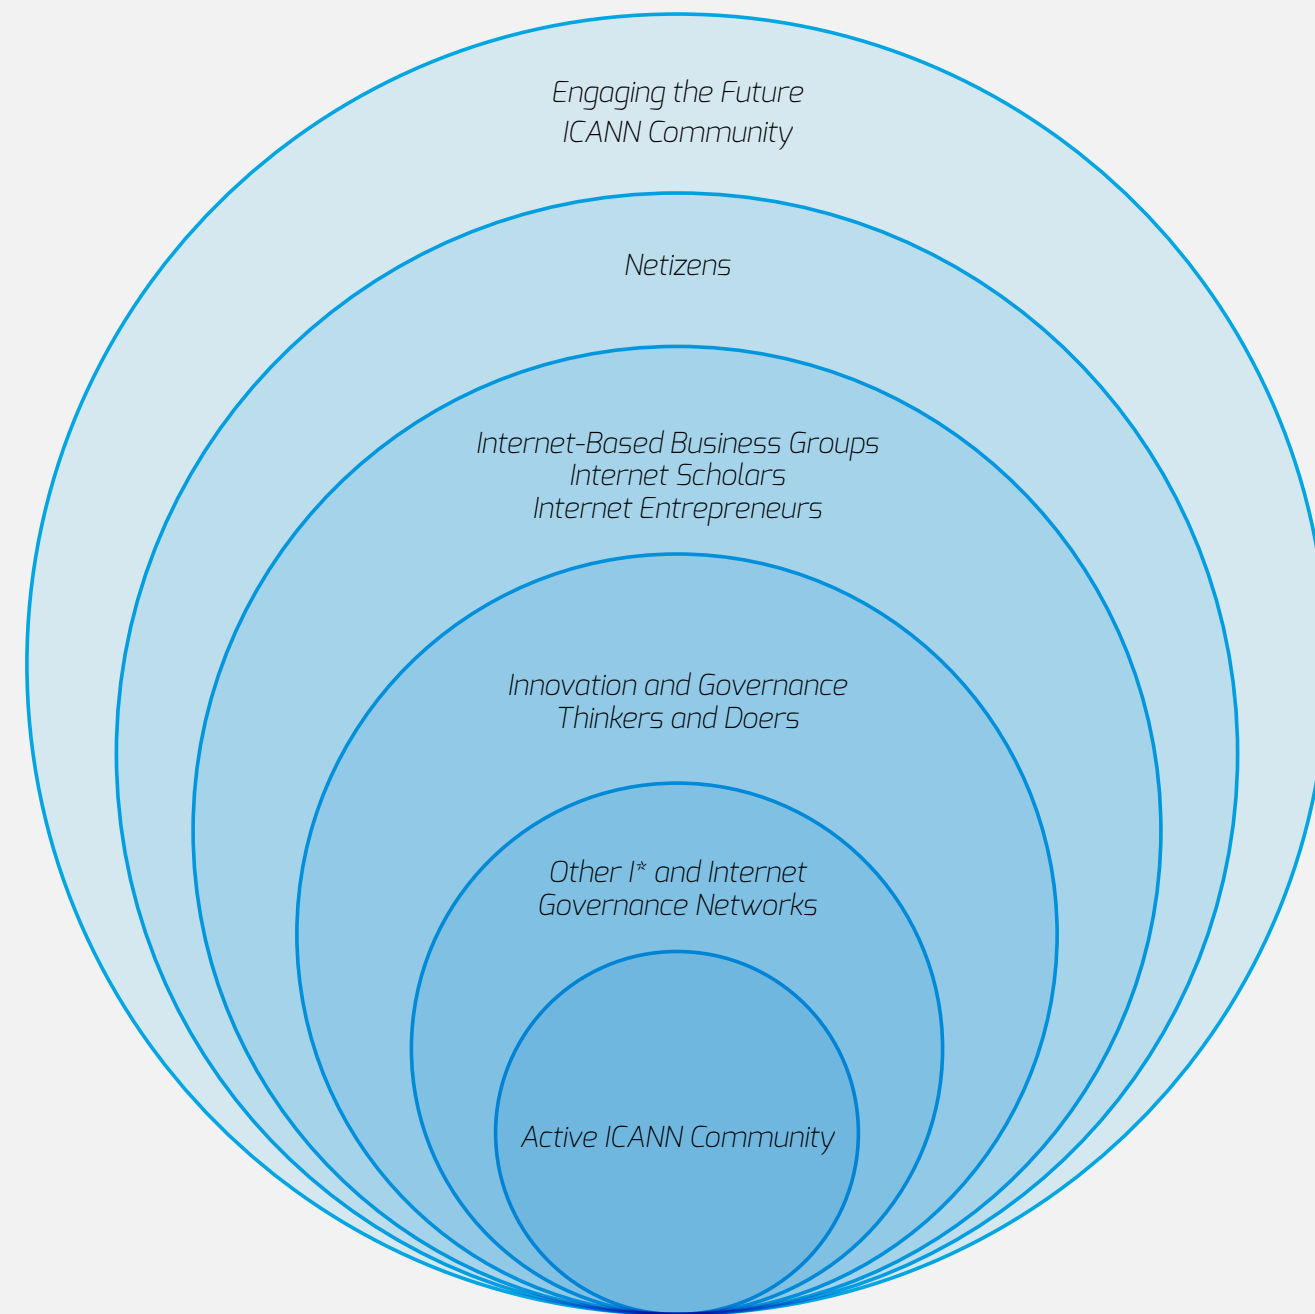 Engaging the Future
ICANN Community
Netizens
Internet-Based Business Groups
Internet Scholars
Internet Entrepreneurs
Innovation and Governance
Thinkers and Doers
Other I* and Internet
Governance Networks
Active ICANN Community